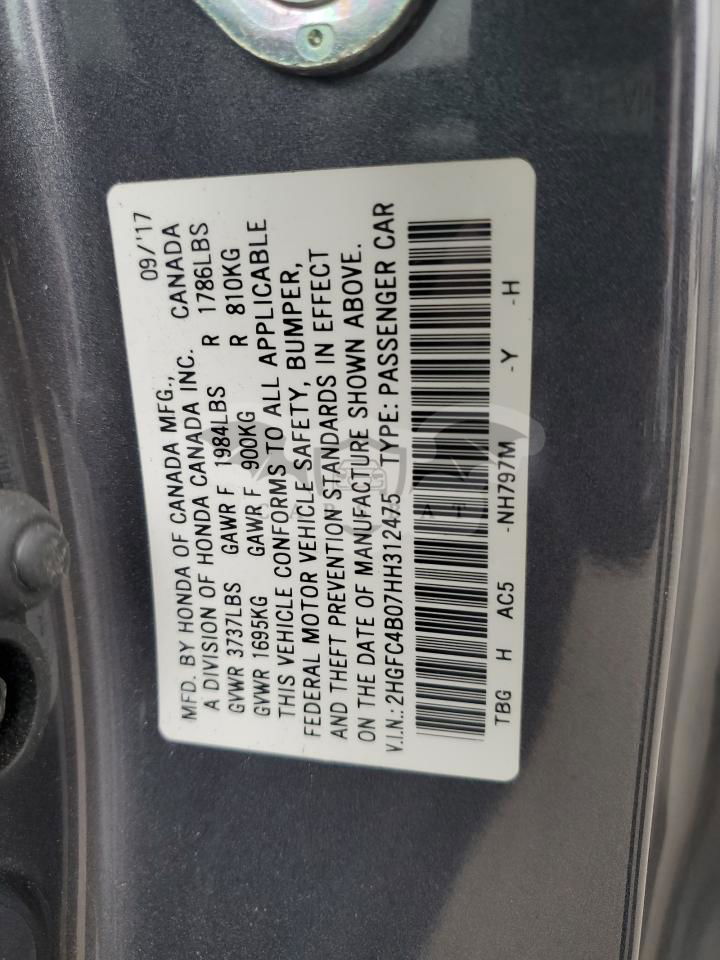 09/'17
MFD. BY HONDA OF CANADA MFG.,
A DIVISION OF HONDA CANADA INC. CANADA
GVWR 3737LBS GAWR F 1984LBS R 1786LBS
GVWR 1695KG GAWR F 900KG R 810KG
THIS VEHICLE CONFORMS TO ALL APPLICABLE
FEDERAL MOTOR VEHICLE SAFETY, BUMPER,
AND THEFT PREVENTION STANDARDS IN EFFECT
ON THE DATE OF MANUFACTURE SHOWN ABOVE.
V.I.N.: 2HGFC4B07HH312475 TYPE: PASSENGER CAR
TBG H AC5 -NH797M -Y -H